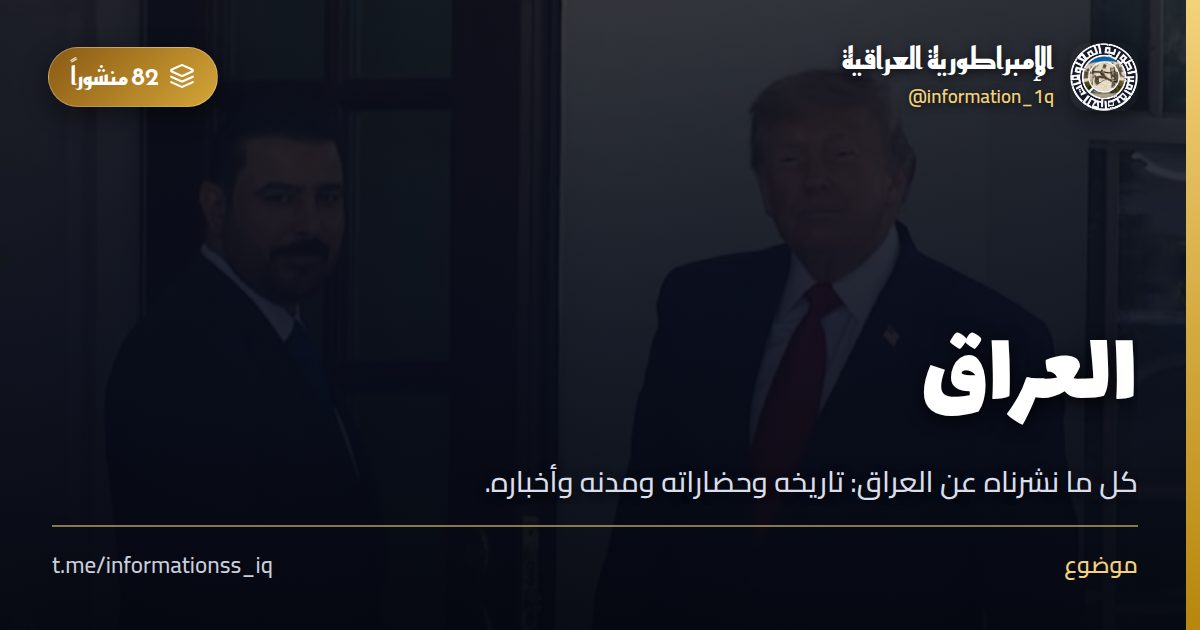 الإمبراطورية العراقية
@information_1q
82 منشوراً
العراق
كل ما نشرناه عن العراق: تاريخه وحضاراته ومدنه وأخباره.
موضوع
t.me/informationss_iq